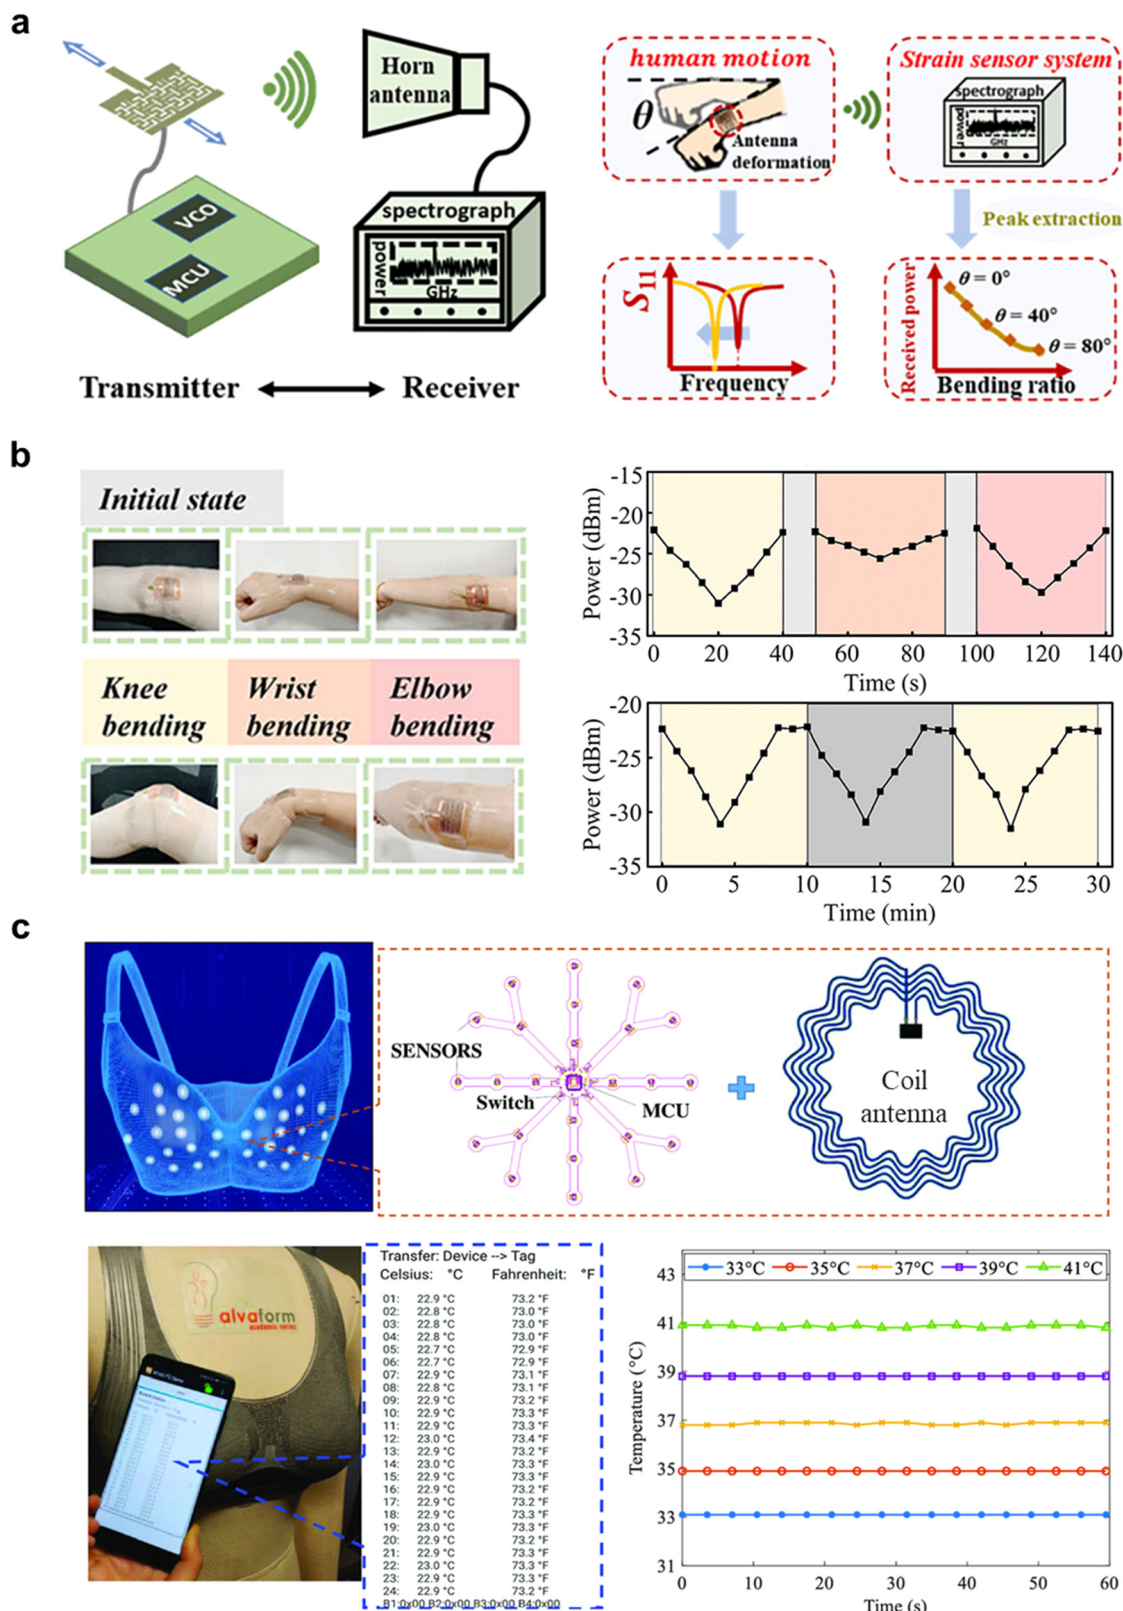 a
Horn
antenna
VCO
MCU
spectrograph
power
GHz
Transmitter
Receiver
human motion
θ
Antenna
deformation
Strain sensor system
spectrograph
power
GHz
Peak extraction
S11
Frequency
Received power
θ = 0°
θ = 40°
θ = 80°
Bending ratio
b
Initial state
Knee
bending
Wrist
bending
Elbow
bending
Power (dBm)
-15
-20
-25
-30
-35
0 20 40 60 80 100 120 140
Time (s)
Power (dBm)
-20
-25
-30
-35
0 5 10 15 20 25 30
Time (min)
c
SENSORS
Switch
MCU
Coil
antenna
alvaform
Transfer: Device --> Tag
Celsius: °C Fahrenheit: °F
01: 22.9 °C 73.2 °F
02: 22.8 °C 73.0 °F
03: 22.8 °C 73.0 °F
04: 22.8 °C 73.0 °F
05: 22.7 °C 72.9 °F
06: 22.7 °C 72.9 °F
07: 22.9 °C 73.1 °F
08: 22.8 °C 73.1 °F
09: 22.9 °C 73.2 °F
10: 22.9 °C 73.3 °F
11: 22.9 °C 73.3 °F
12: 23.0 °C 73.4 °F
13: 22.9 °C 73.2 °F
14: 23.0 °C 73.3 °F
15: 22.9 °C 73.3 °F
16: 22.9 °C 73.2 °F
17: 22.9 °C 73.2 °F
18: 22.9 °C 73.3 °F
19: 23.0 °C 73.3 °F
20: 22.9 °C 73.2 °F
21: 22.9 °C 73.3 °F
22: 23.0 °C 73.3 °F
23: 22.9 °C 73.3 °F
24: 22.9 °C 73.2 °F
B1:0x00 B2:0x00 B3:0x00 B4:0x00
33°C 35°C 37°C 39°C 41°C
Temperature (°C)
43
41
39
37
35
33
31
0 10 20 30 40 50 60
Time (s)